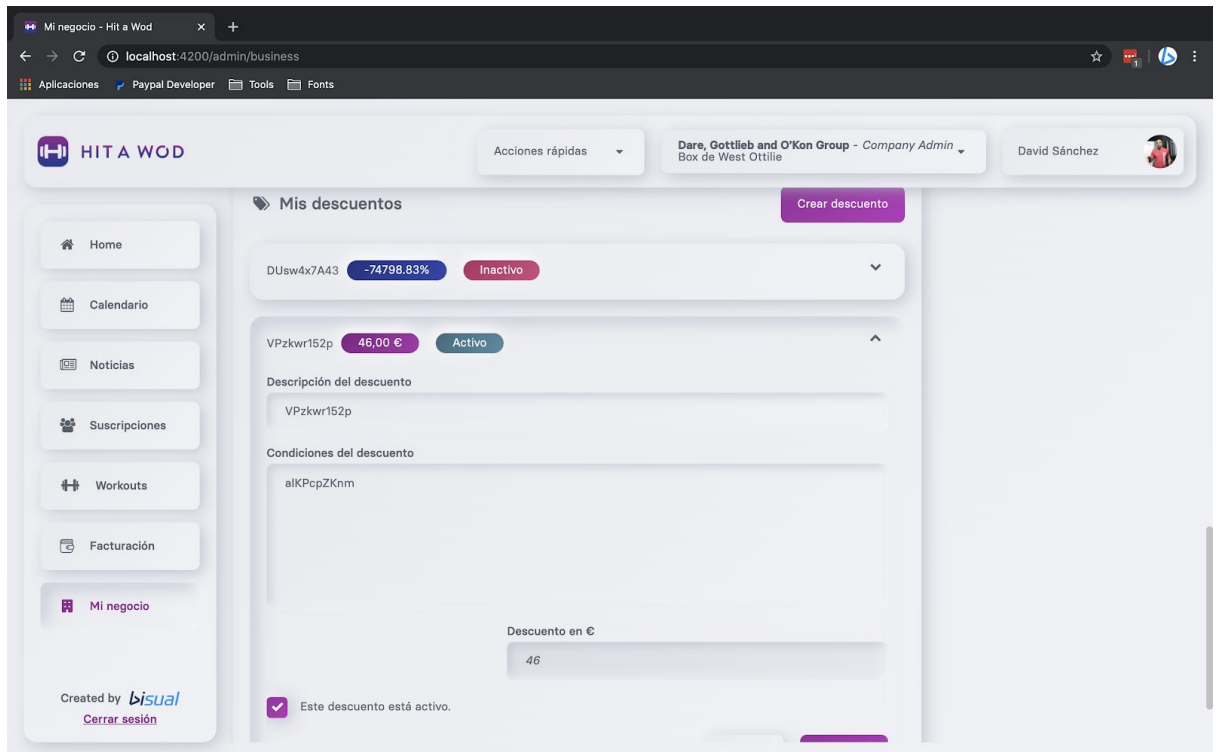 Mi negocio - Hit a Wod
localhost:4200/admin/business
1
Aplicaciones Paypal Developer Tools Fonts
HIT A WOD
Acciones rápidas
Dare, Gottlieb and O'Kon Group - Company Admin
Box de West Ottilie
David Sánchez
Home
Calendario
Noticias
Suscripciones
Workouts
Facturación
Mi negocio
Created by bisual
Cerrar sesión
Mis descuentos
Crear descuento
DUsw4x7A43 -74798.83% Inactivo
VPzkwr152p 46,00 € Activo
Descripción del descuento
VPzkwr152p
Condiciones del descuento
alKPcpZKnm
Descuento en €
46
Este descuento está activo.